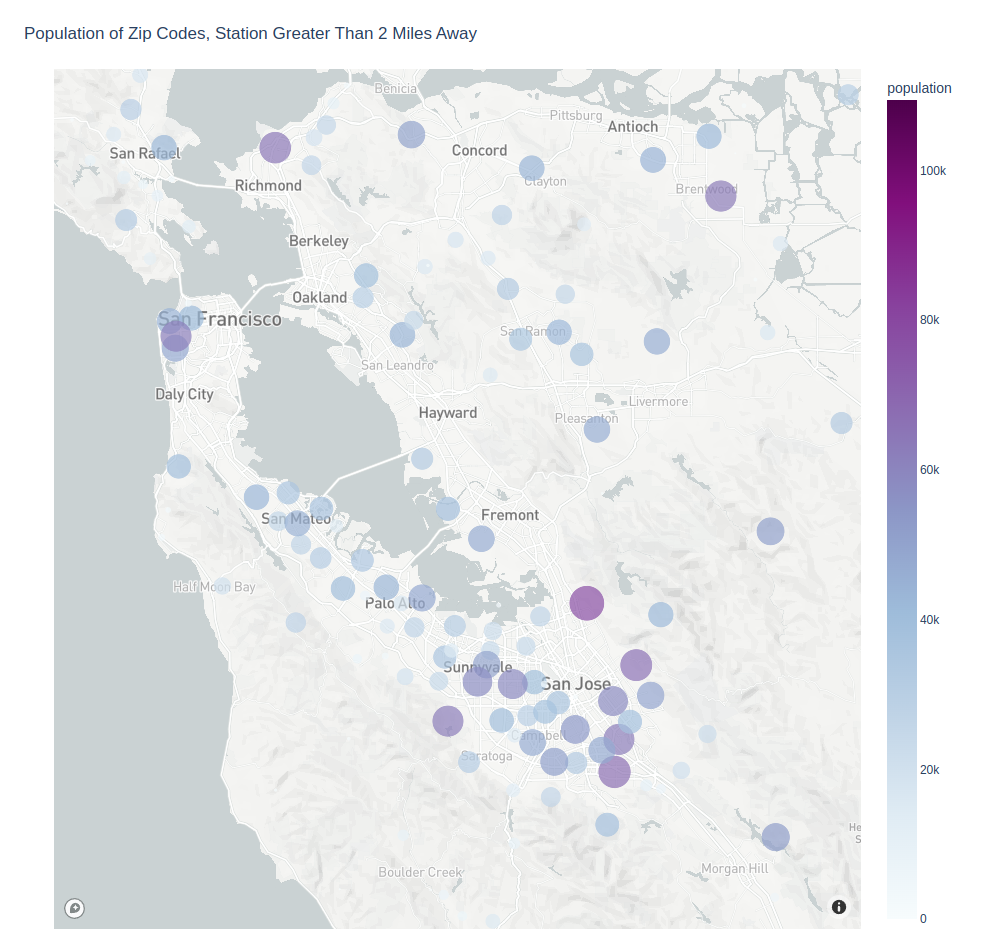 Population of Zip Codes, Station Greater Than 2 Miles Away
population
Benicia
Pittsburg
Antioch
San Rafael
Concord
100k
Clayton
Richmond
Brentwood
Berkeley
Oakland
San Francisco
80k
San Ramon
San Leandro
Daly City
Livermore
Hayward
Pleasanton
60k
Fremont
San Mateo
Half Moon Bay
Palo Alto
40k
Sunnyvale
San Jose
Campbell
Saratoga
20k
He
S
Morgan Hill
Boulder Creek
0